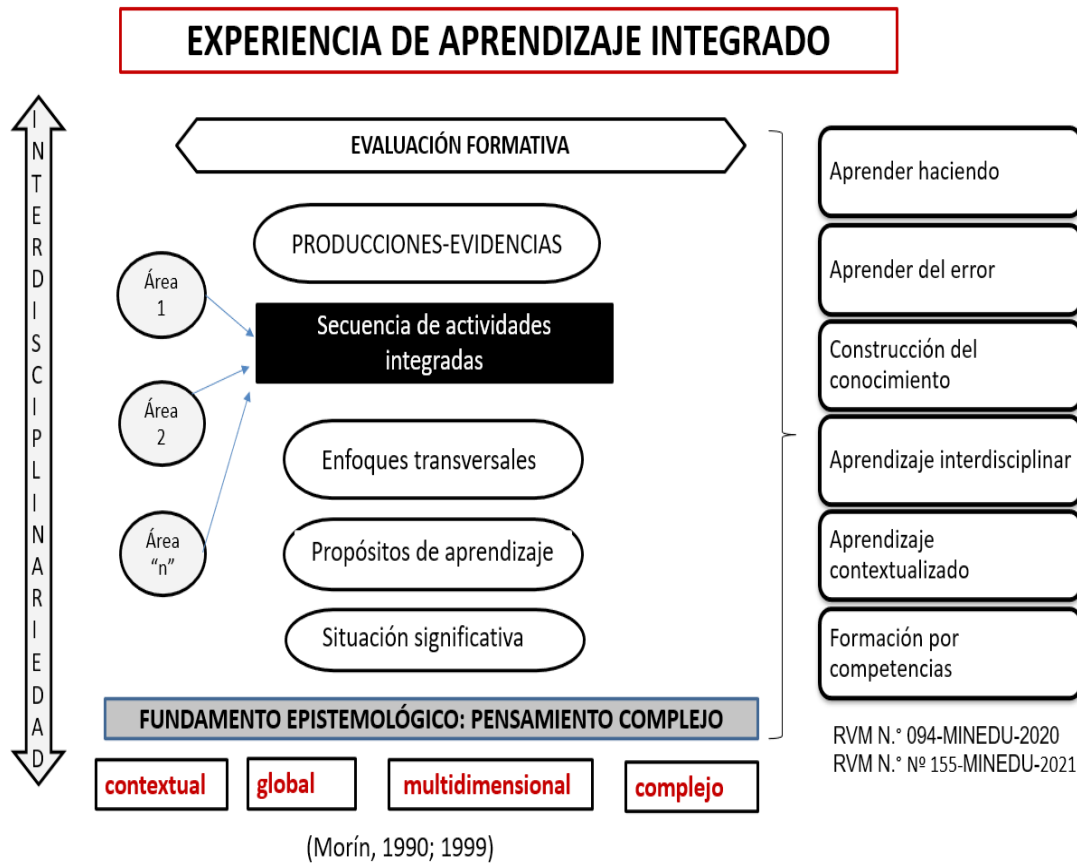 EXPERIENCIA DE APRENDIZAJE INTEGRADO
INTERDISCIPLINARIEDAD
EVALUACIÓN FORMATIVA
PRODUCCIONES-EVIDENCIAS
Área
1
Secuencia de actividades
integradas
Área
2
Enfoques transversales
Área
"n"
Propósitos de aprendizaje
Situación significativa
FUNDAMENTO EPISTEMOLÓGICO: PENSAMIENTO COMPLEJO
contextual
global
multidimensional
complejo
(Morín, 1990; 1999)
Aprender haciendo
Aprender del error
Construcción del
conocimiento
Aprendizaje interdisciplinar
Aprendizaje
contextualizado
Formación por
competencias
RVM N.° 094-MINEDU-2020
RVM N.° Nº 155-MINEDU-2021